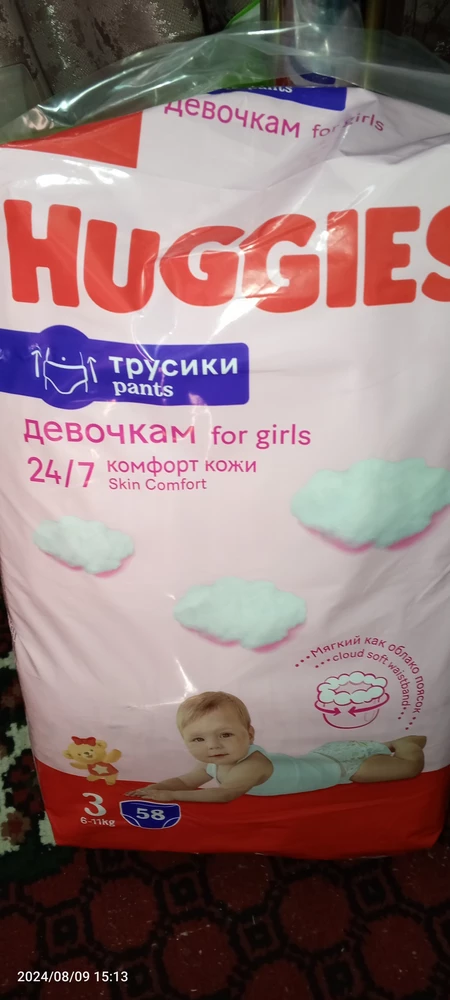 pants
девочкам for girls
HUGGIES
трусики
pants
девочкам for girls
24/7 комфорт кожи
Skin Comfort
Мягкий как облако поясок
cloud soft waistband
3
6-11kg
58
2024/08/09 15:13